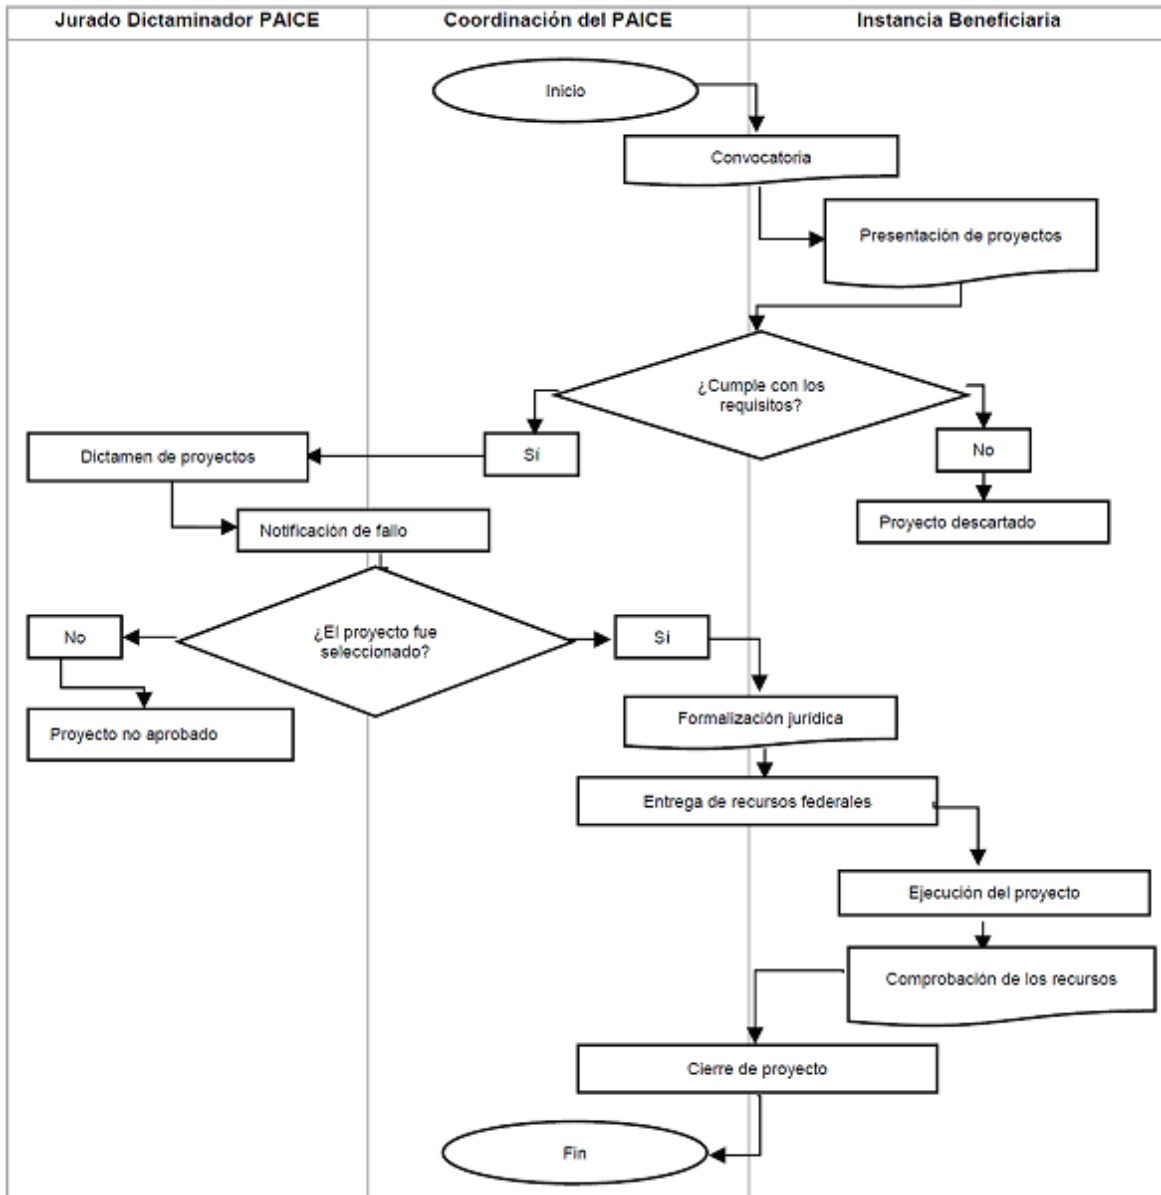 Jurado Dictaminador PAICE
Coordinación del PAICE
Instancia Beneficiaria
Inicio
Convocatoria
Presentación de proyectos
¿Cumple con los
requisitos?
Sí
No
Dictamen de proyectos
Proyecto descartado
Notificación de fallo
¿El proyecto fue
seleccionado?
No
Sí
Proyecto no aprobado
Formalización jurídica
Entrega de recursos federales
Ejecución del proyecto
Comprobación de los recursos
Cierre de proyecto
Fin